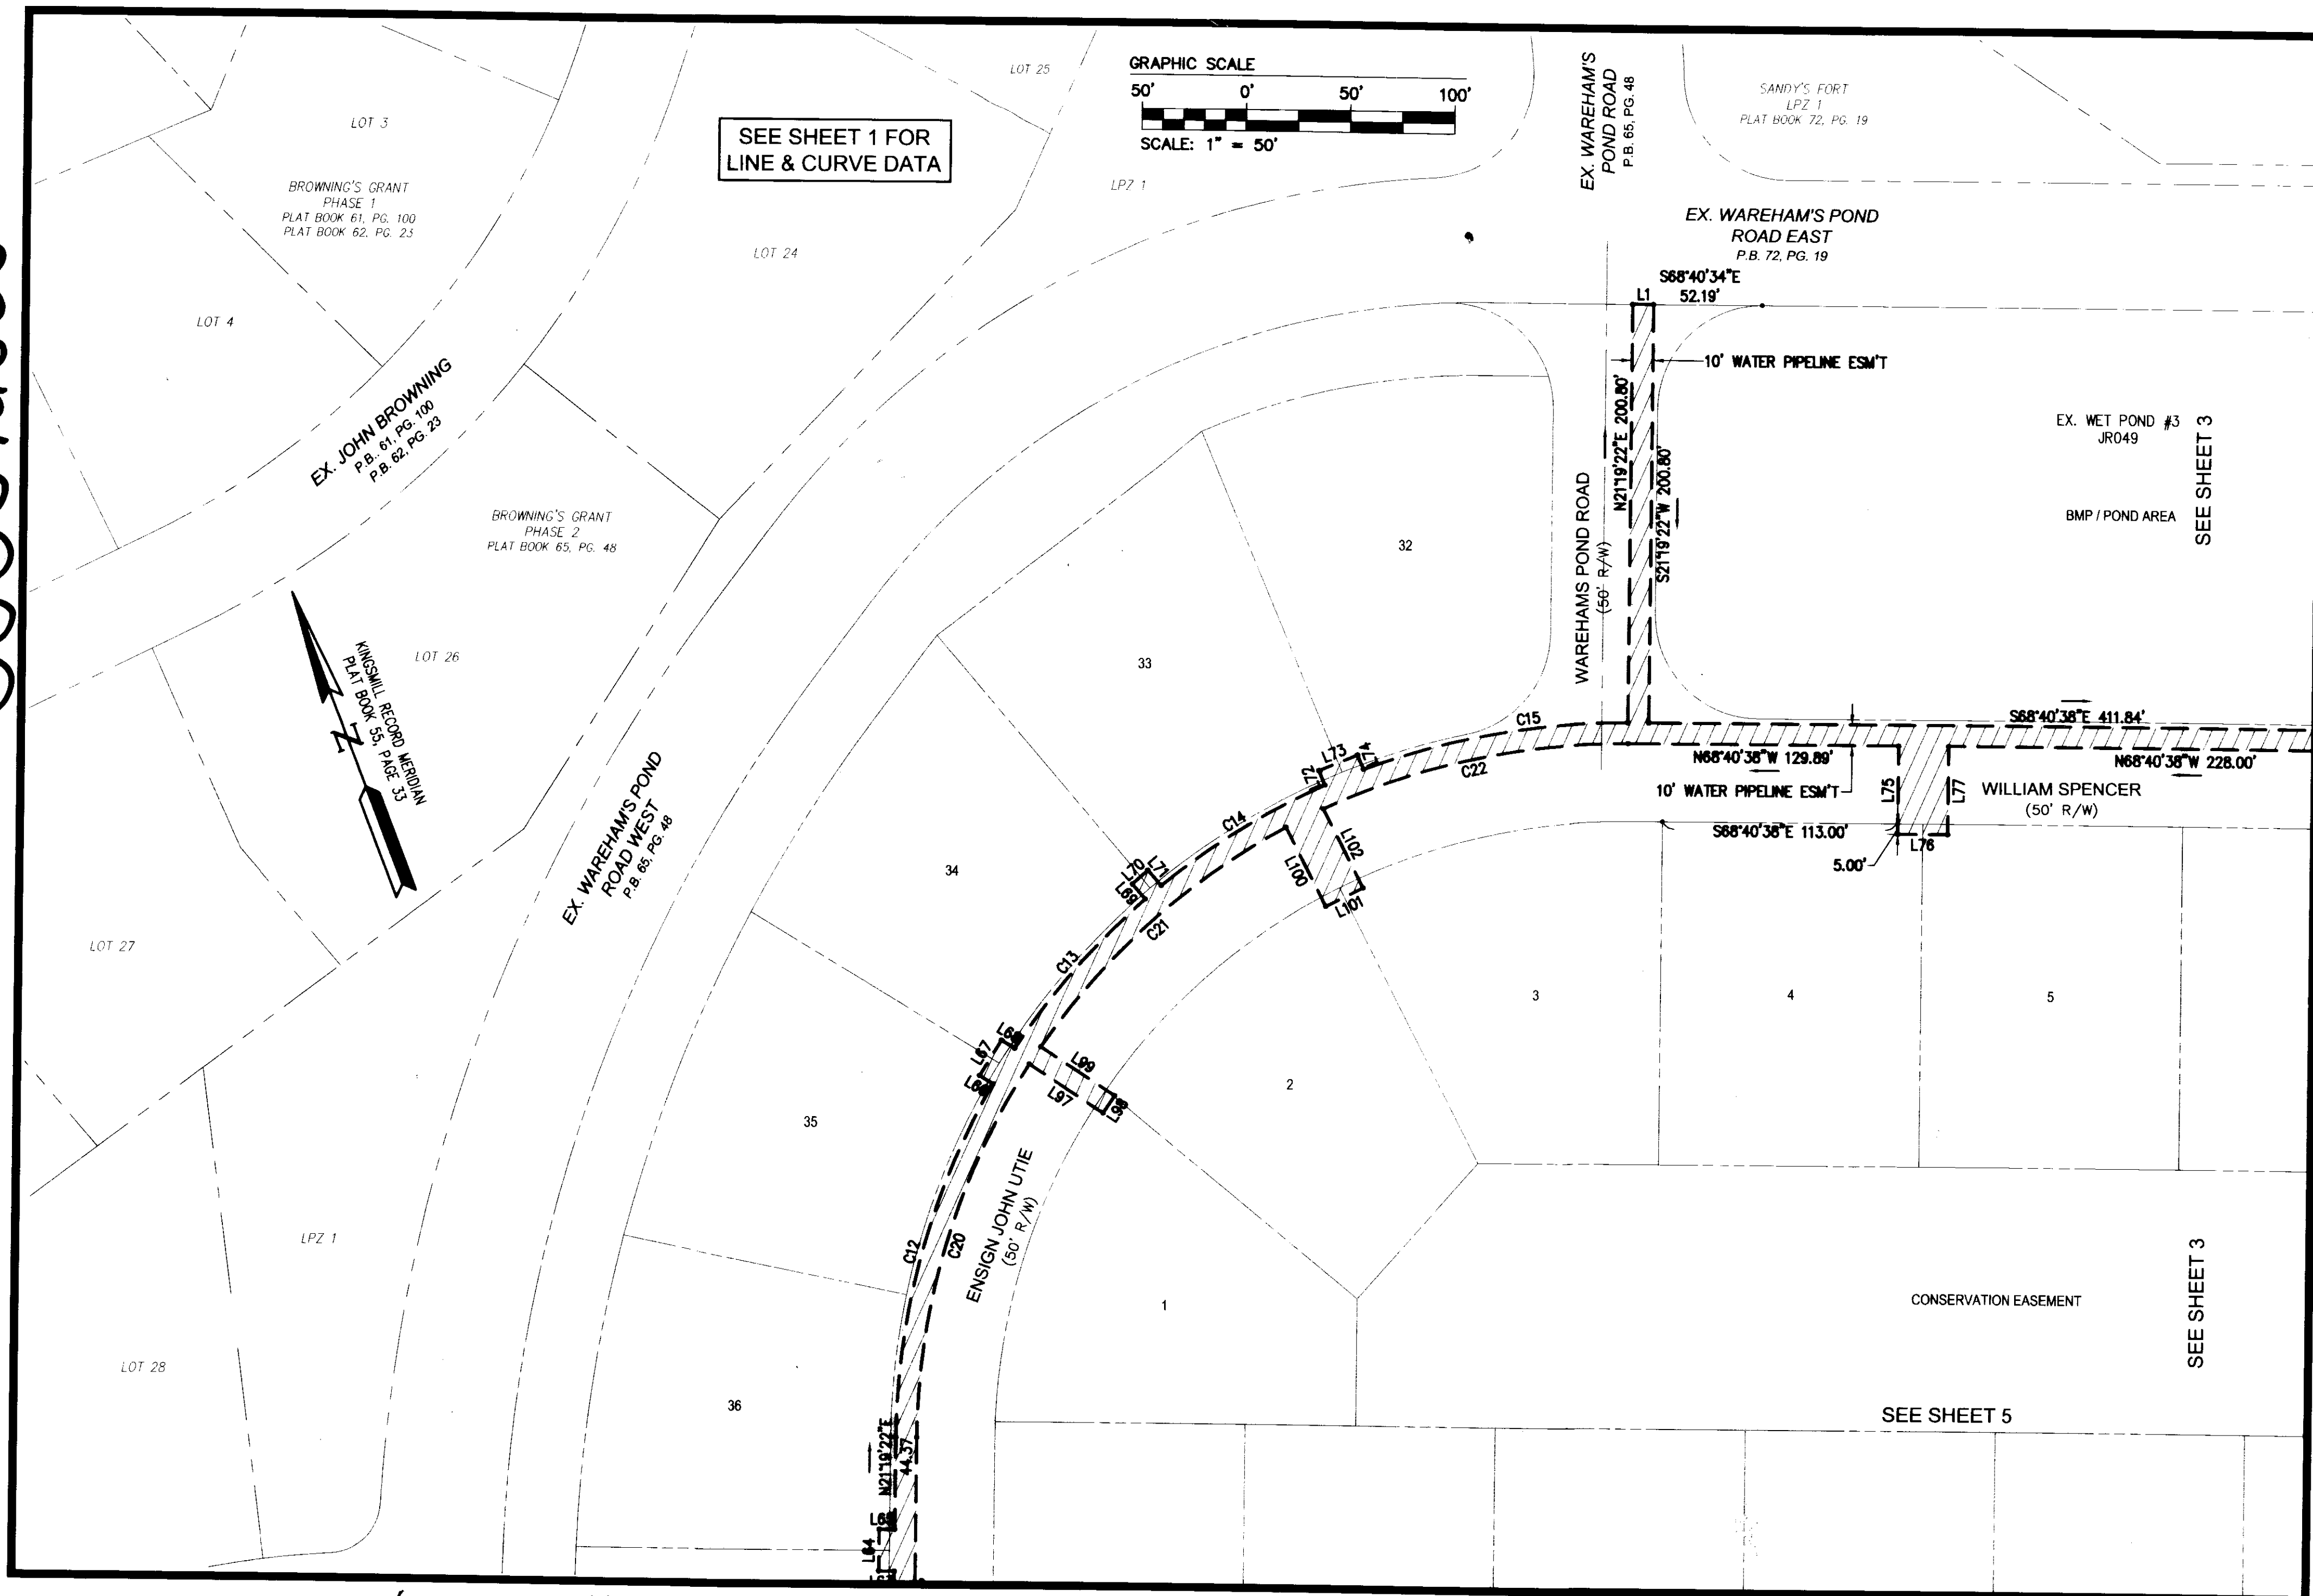 LOT 25
GRAPHIC SCALE
50' 0' 50' 100'
SCALE: 1" = 50'
SEE SHEET 1 FOR
LINE & CURVE DATA
EX. WAREHAM'S
POND ROAD
P.B. 65, PG. 48
SANDY'S FORT
LPZ 1
PLAT BOOK 72, PG. 19
LOT 3
BROWNING'S GRANT
PHASE 1
PLAT BOOK 61, PG. 100
PLAT BOOK 62, PG. 23
LPZ 1
EX. WAREHAM'S POND
ROAD EAST
P.B. 72, PG. 19
LOT 24
S68°40'34"E
52.19'
L1
LOT 4
10' WATER PIPELINE ESM'T
EX. JOHN BROWNING
P.B.. 61, PG. 100
P.B. 62, PG. 23
N21°19'22"E 200.80'
S21°19'22"W 200.80'
EX. WET POND #3
JR049
SEE SHEET 3
BMP / POND AREA
BROWNING'S GRANT
PHASE 2
PLAT BOOK 65, PG. 48
32
WAREHAMS POND ROAD
(50' R/W)
LOT 26
33
KINGSMILL RECORD MERIDIAN
PLAT BOOK 55, PAGE 33
N
C15
S68°40'38"E 411.84'
L73
L74
L72
C22
N68°40'38"W 129.89'
N68°40'38"W 228.00'
10' WATER PIPELINE ESM'T
L75
L77
WILLIAM SPENCER
(50' R/W)
S68°40'38"E 113.00'
L76
5.00'
EX. WAREHAM'S POND
ROAD WEST
P.B. 65, PG. 48
C14
L102
L100
L101
34
L70
L71
L69
C21
LOT 27
C13
3
4
5
L67
L99
L97
L98
2
35
ENSIGN JOHN UTIE
(50' R/W)
LPZ 1
C12
C20
SEE SHEET 3
1
CONSERVATION EASEMENT
LOT 28
36
SEE SHEET 5
N21°19'22"E
44.37'
L64